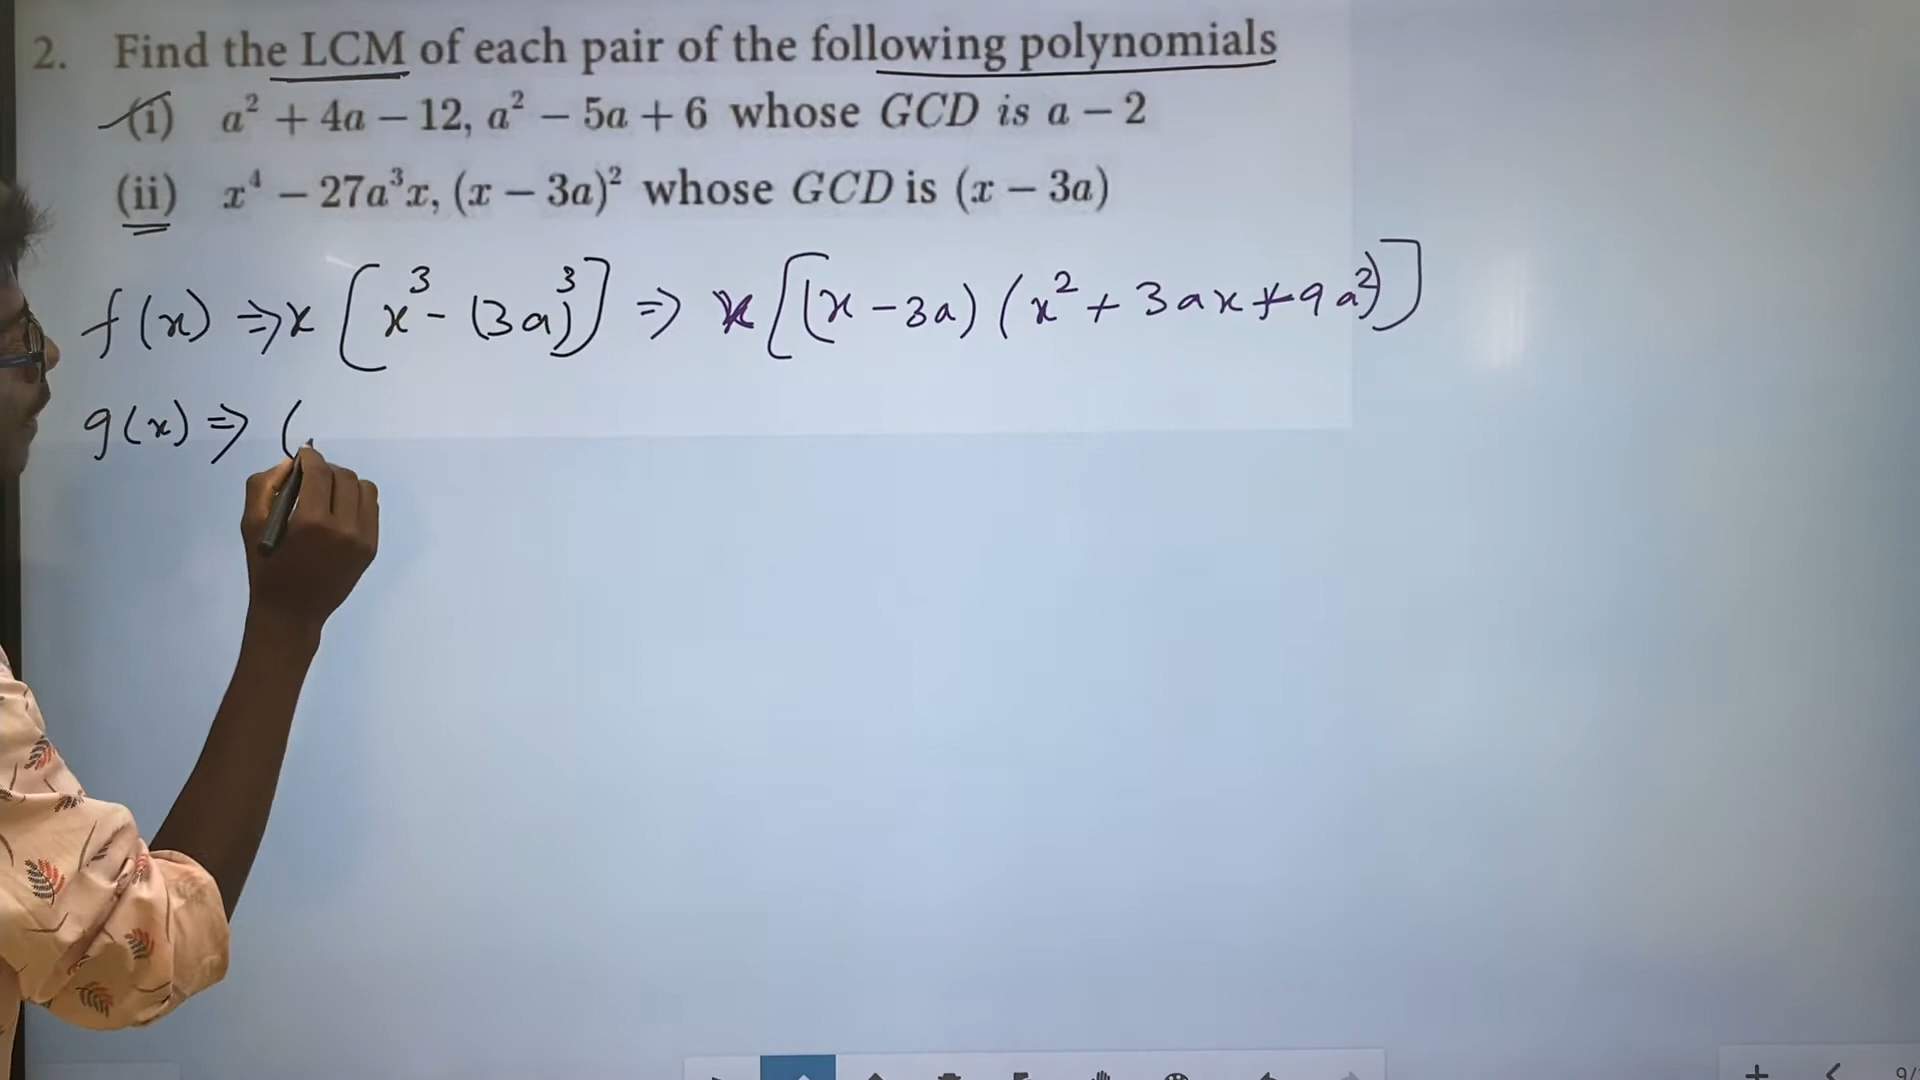 2. Find the LCM of each pair of the following polynomials
(i) a² + 4a − 12, a² − 5a + 6 whose GCD is a − 2
(ii) x⁴ − 27a³x, (x − 3a)² whose GCD is (x − 3a)
f(x) ⇒ x [x³ − (3a)³] ⇒ x[(x − 3a) (x² + 3ax + 9a²)]
g(x) ⇒ (